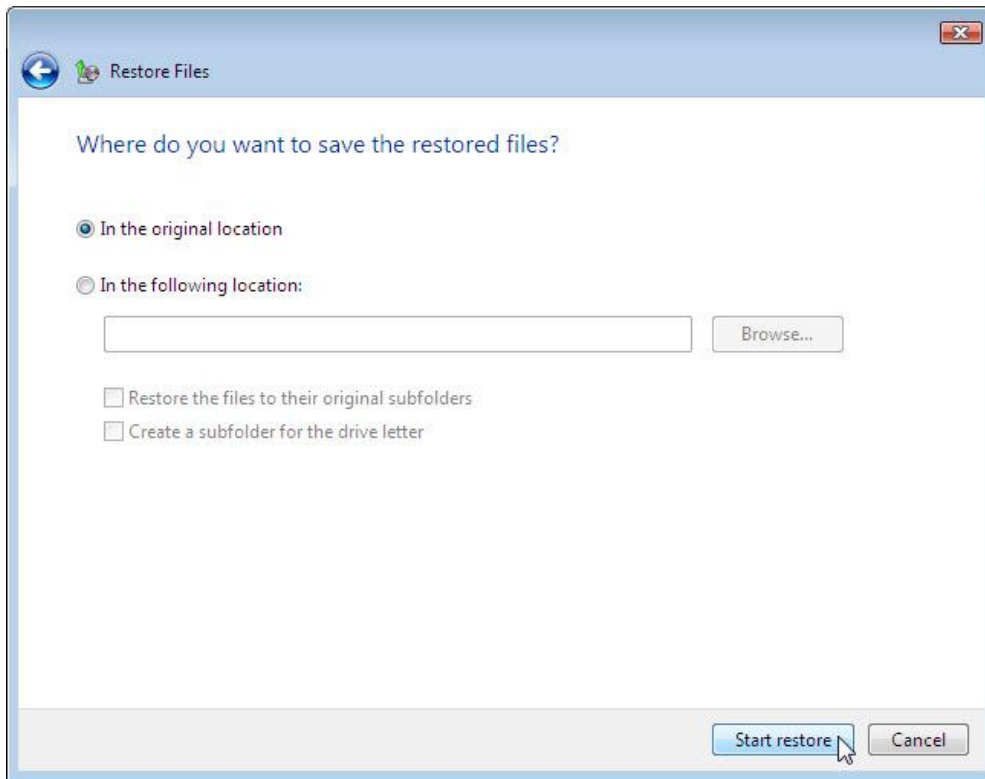 Restore Files
Where do you want to save the restored files?
In the original location
In the following location:
Browse...
Restore the files to their original subfolders
Create a subfolder for the drive letter
Start restore
Cancel